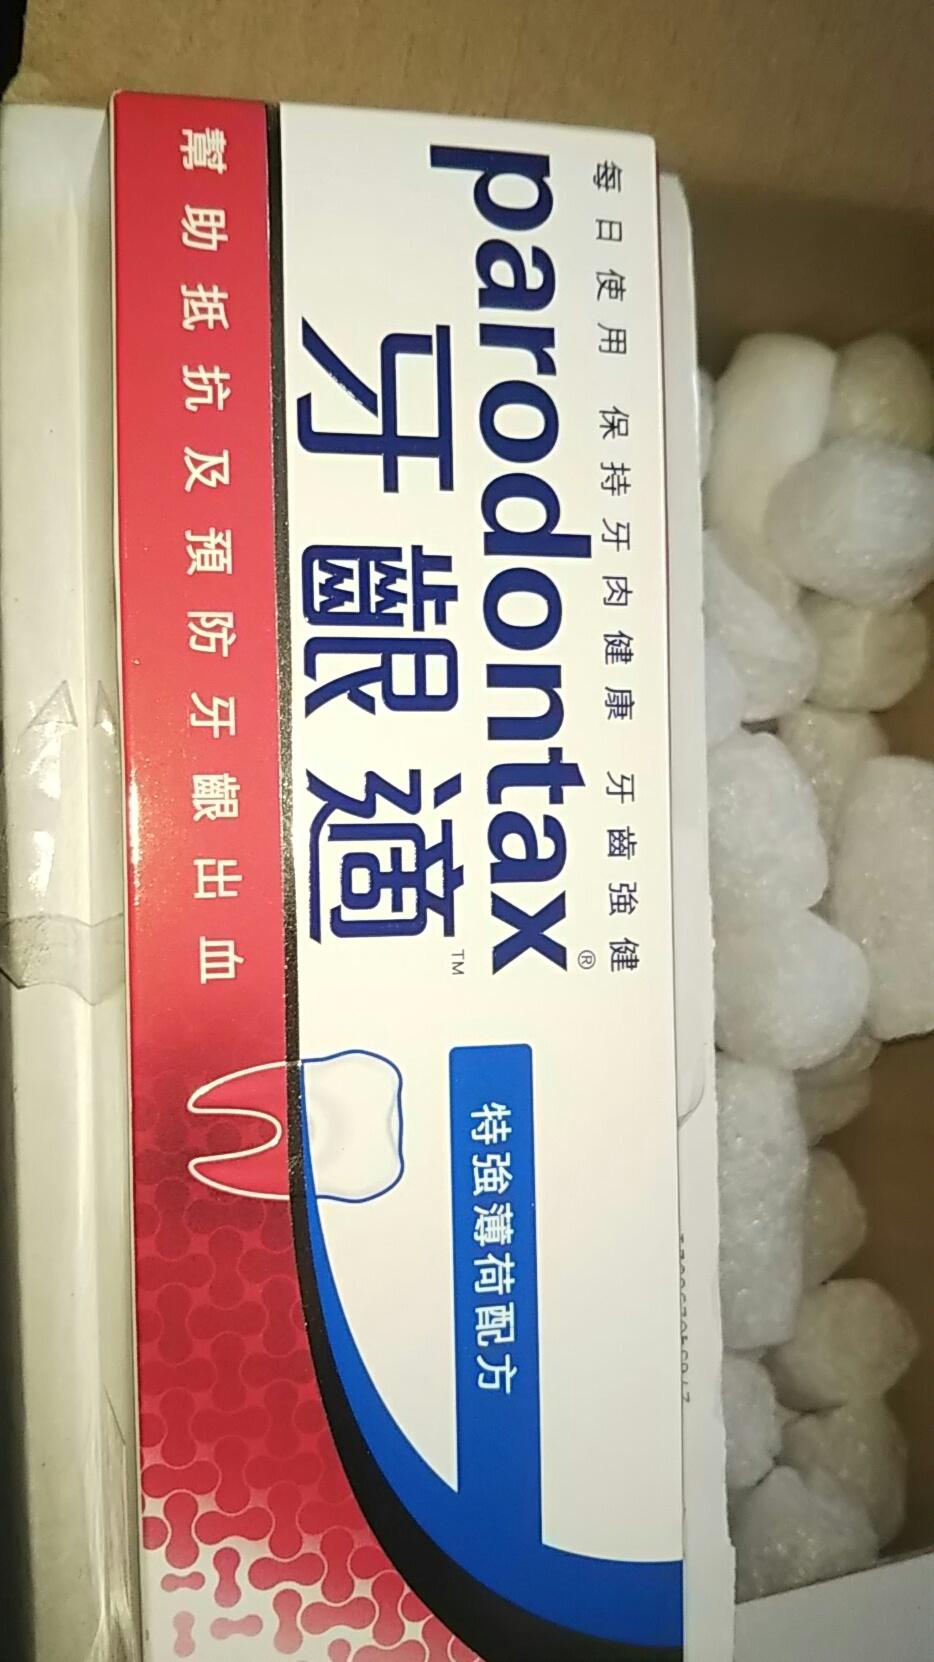 每日使用 保持牙肉健康 牙齒強健
parodontax®
牙齦適™
特強薄荷配方
幫助抵抗及預防牙齦出血